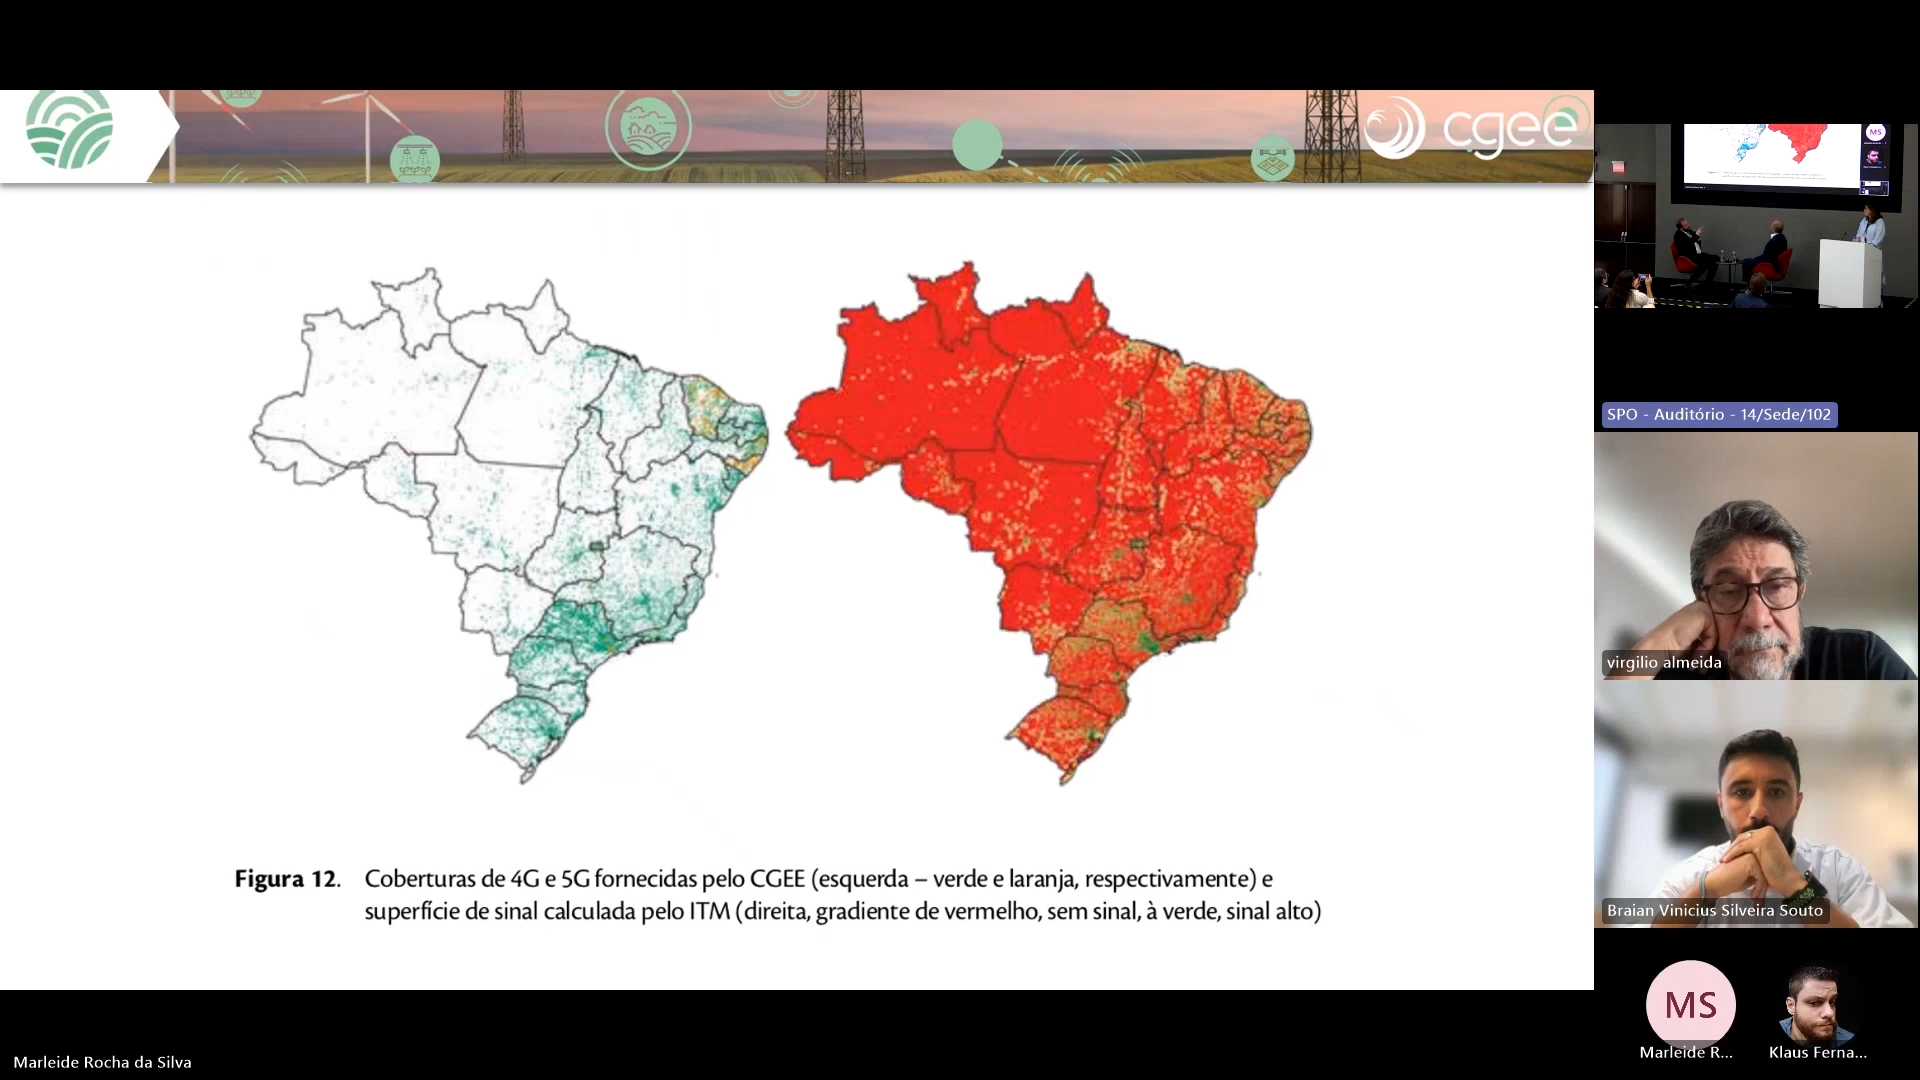 cgee
MS
SPO - Auditório - 14/Sede/102
virgilio almeida
Figura 12. Coberturas de 4G e 5G fornecidas pelo CGEE (esquerda – verde e laranja, respectivamente) e
superfície de sinal calculada pelo ITM (direita, gradiente de vermelho, sem sinal, à verde, sinal alto)
Braian Vinicius Silveira Souto
MS
Marleide R...
Klaus Ferna...
Marleide Rocha da Silva